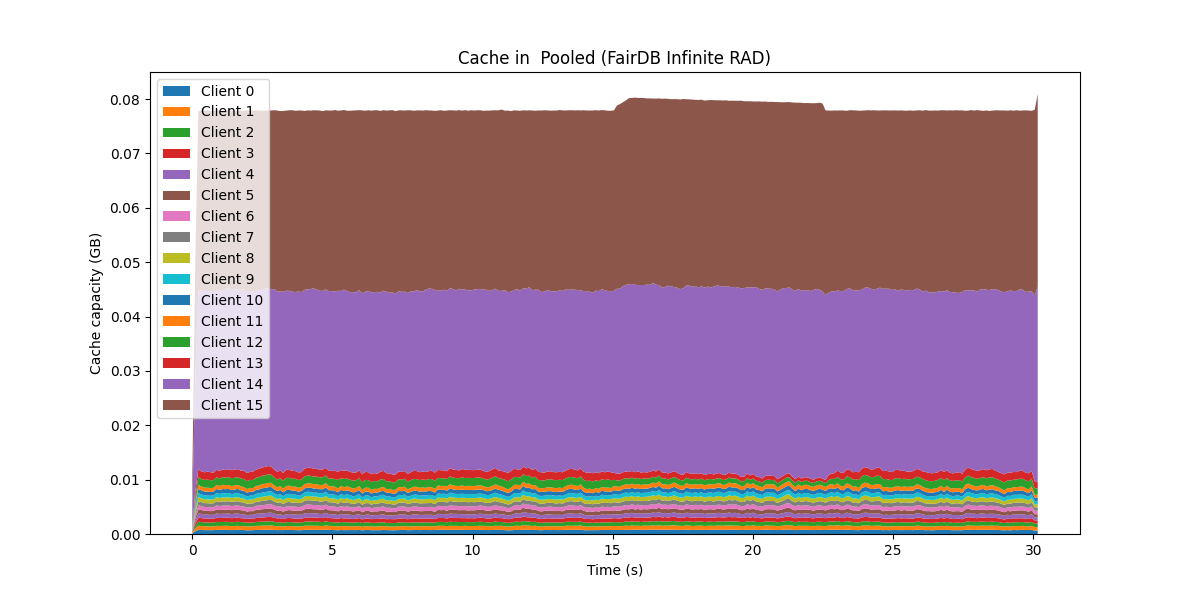 Cache in  Pooled (FairDB Infinite RAD)
Cache capacity (GB)
0.08
0.07
0.06
0.05
0.04
0.03
0.02
0.01
0.00
Client 0
Client 1
Client 2
Client 3
Client 4
Client 5
Client 6
Client 7
Client 8
Client 9
Client 10
Client 11
Client 12
Client 13
Client 14
Client 15
0 5 10 15 20 25 30
Time (s)